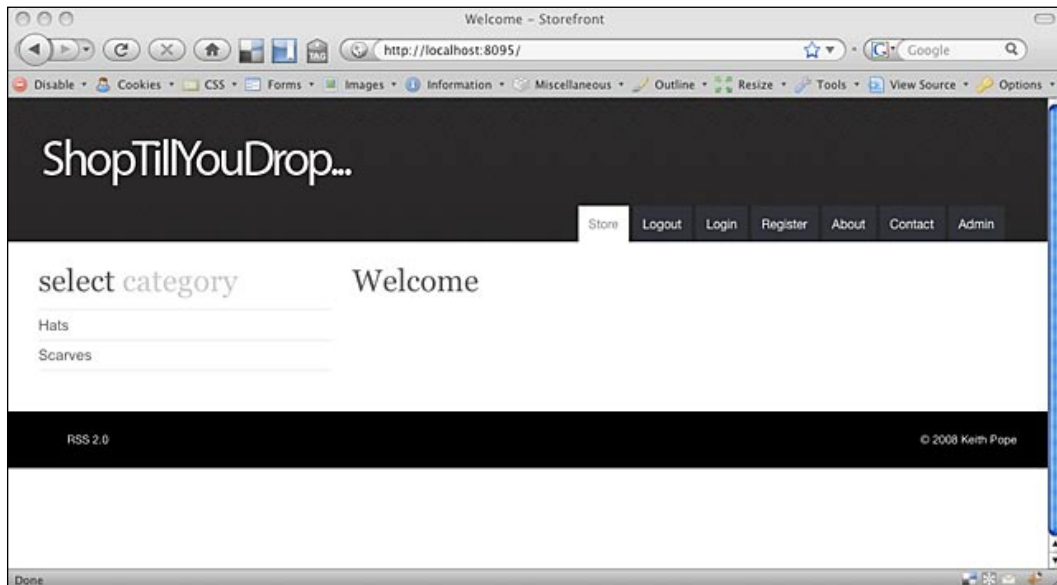 Welcome – Storefront
TAG
http://localhost:8095/
G
Google
Disable CSS Cookies Forms Images Information Miscellaneous Outline Resize Tools View Source Options
ShopTillYouDrop...
Store Logout Login Register About Contact Admin
select category
Welcome
Hats
Scarves
RSS 2.0
© 2008 Keith Pope
Done